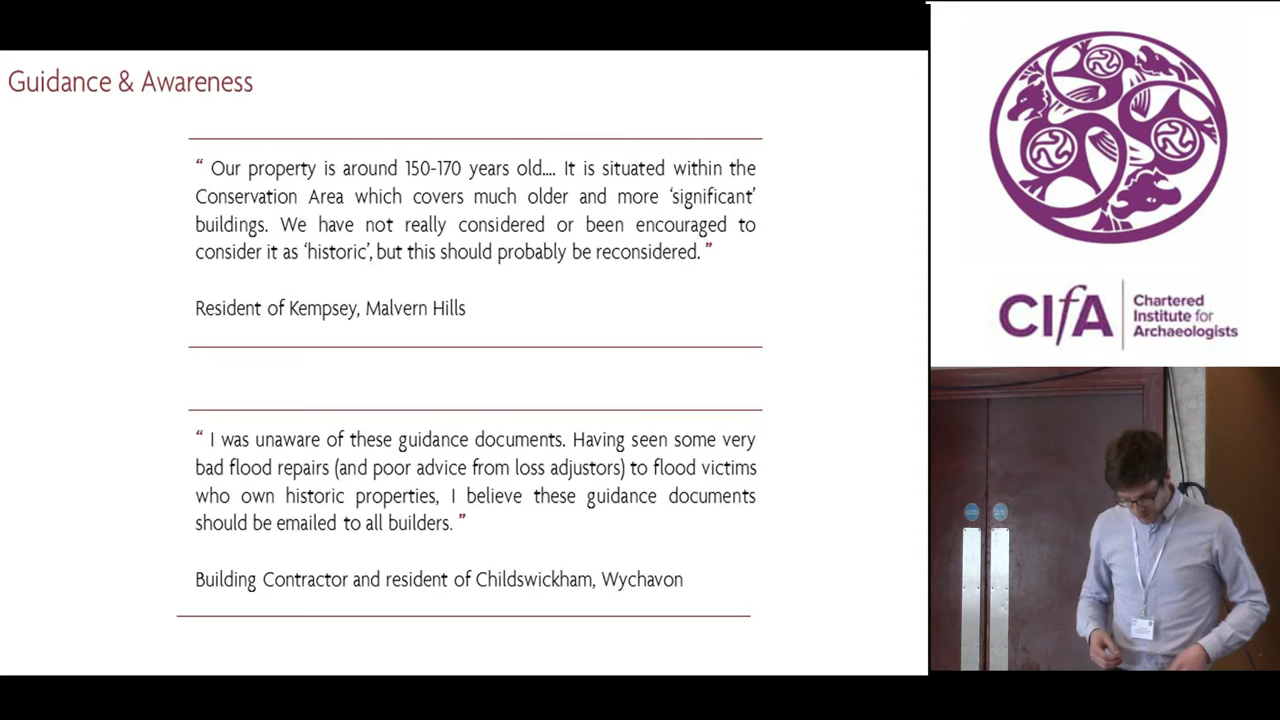 Guidance & Awareness
“ Our property is around 150-170 years old.... It is situated within the
Conservation Area which covers much older and more ‘significant’
buildings. We have not really considered or been encouraged to
consider it as ‘historic’, but this should probably be reconsidered. ”
Resident of Kempsey, Malvern Hills
“ I was unaware of these guidance documents. Having seen some very
bad flood repairs (and poor advice from loss adjustors) to flood victims
who own historic properties, I believe these guidance documents
should be emailed to all builders. ”
Building Contractor and resident of Childswickham, Wychavon
CIfA
Chartered
Institute for
Archaeologists